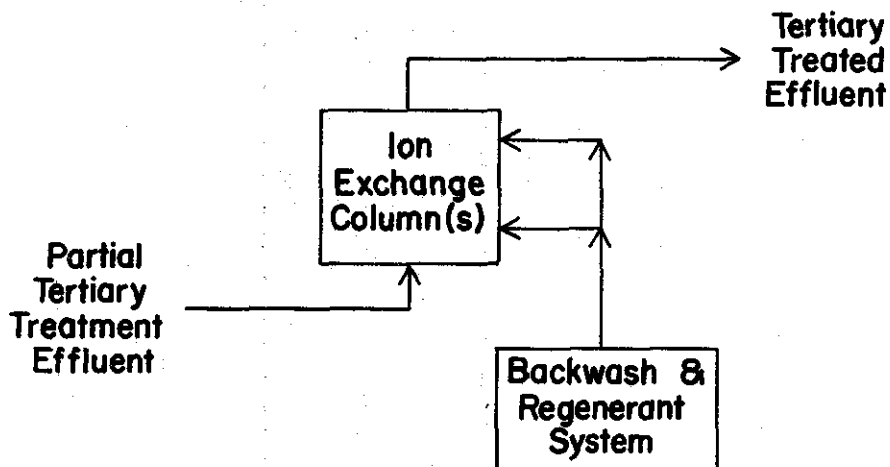 Tertiary
Treated
Effluent
Ion
Exchange
Column(s)
Partial
Tertiary
Treatment
Effluent
Backwash &
Regenerant
System